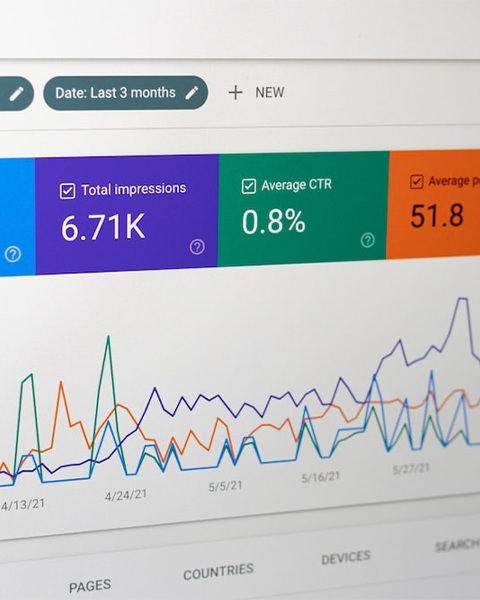 Date: Last 3 months
NEW
Total impressions
Average CTR
Average p
6.71K
0.8%
51.8
4/13/21
4/24/21
5/5/21
5/16/21
5/27/21
PAGES
COUNTRIES
DEVICES
SEARCH